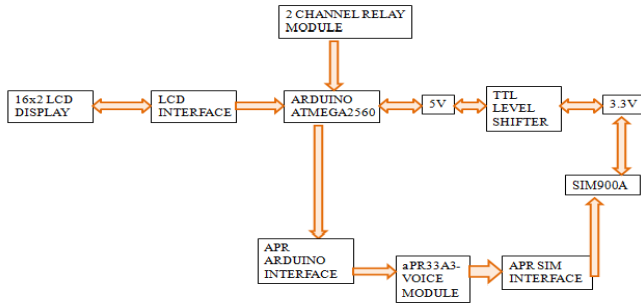 2 CHANNEL RELAY
MODULE
16x2 LCD
DISPLAY
LCD
INTERFACE
ARDUINO
ATMEGA2560
5V
TTL
LEVEL
SHIFTER
3.3V
SIM900A
APR
ARDUINO
INTERFACE
aPR33A3-
VOICE
MODULE
APR SIM
INTERFACE